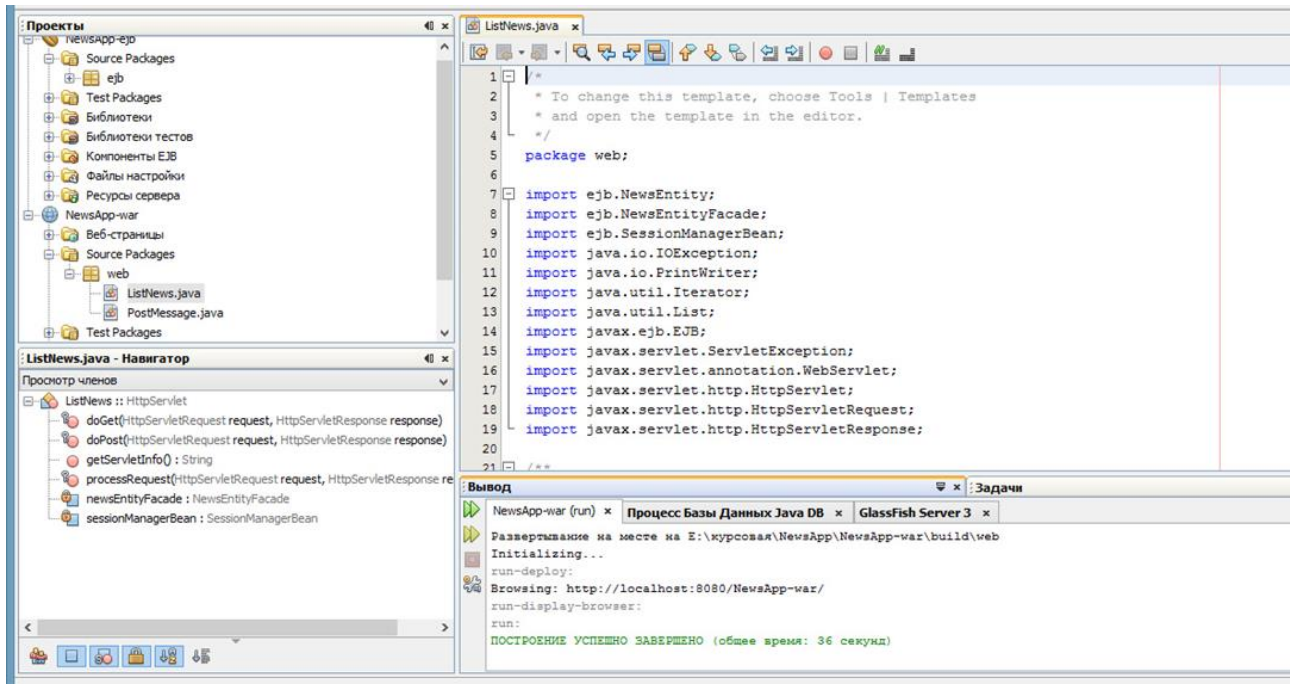 Проекты
NewsApp-ejb
Source Packages
ejb
Test Packages
Библиотеки
Библиотеки тестов
Компоненты EJB
Файлы настройки
Ресурсы сервера
NewsApp-war
Веб-страницы
Source Packages
web
ListNews.java
PostMessage.java
Test Packages
ListNews.java - Навигатор
Просмотр членов
ListNews :: HttpServlet
doGet(HttpServletRequest request, HttpServletResponse response)
doPost(HttpServletRequest request, HttpServletResponse response)
getServletInfo() : String
processRequest(HttpServletRequest request, HttpServletResponse re
newsEntityFacade : NewsEntityFacade
sessionManagerBean : SessionManagerBean
ListNews.java
1 /*
2 * To change this template, choose Tools | Templates
3 * and open the template in the editor.
4 */
5 package web;
6
7 import ejb.NewsEntity;
8 import ejb.NewsEntityFacade;
9 import ejb.SessionManagerBean;
10 import java.io.IOException;
11 import java.io.PrintWriter;
12 import java.util.Iterator;
13 import java.util.List;
14 import javax.ejb.EJB;
15 import javax.servlet.ServletException;
16 import javax.servlet.annotation.WebServlet;
17 import javax.servlet.http.HttpServlet;
18 import javax.servlet.http.HttpServletRequest;
19 import javax.servlet.http.HttpServletResponse;
20
21 /**
Вывод Задачи
NewsApp-war (run) Процесс Базы Данных Java DB GlassFish Server 3
Развертывание на месте на E:\курсовая\NewsApp\NewsApp-war\build\web
Initializing...
run-deploy:
Browsing: http://localhost:8080/NewsApp-war/
run-display-browser:
run:
ПОСТРОЕНИЕ УСПЕШНО ЗАВЕРШЕНО (общее время: 36 секунд)